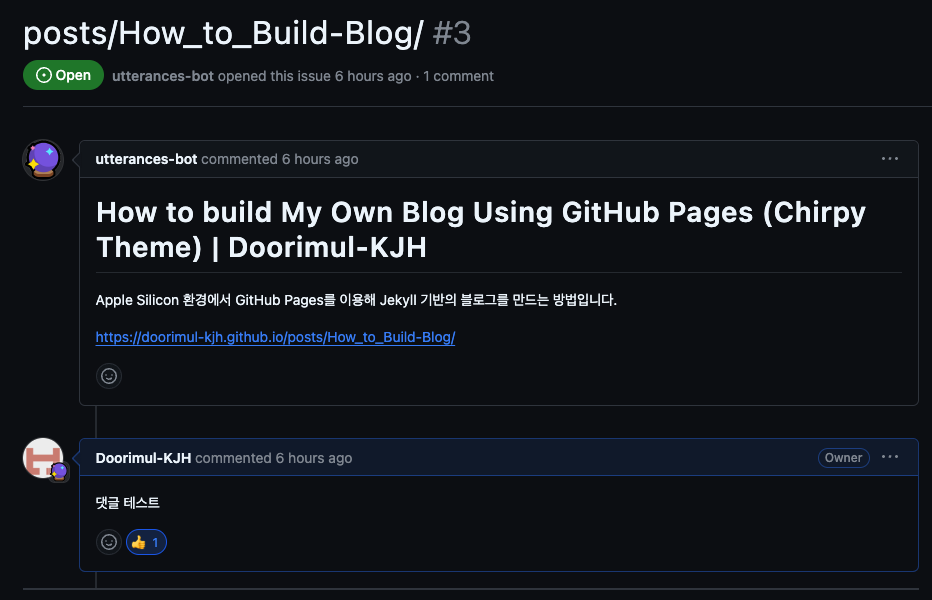 posts/How_to_Build-Blog/ #3
Open utterances-bot opened this issue 6 hours ago · 1 comment
utterances-bot commented 6 hours ago
How to build My Own Blog Using GitHub Pages (Chirpy
Theme) | Doorimul-KJH
Apple Silicon 환경에서 GitHub Pages를 이용해 Jekyll 기반의 블로그를 만드는 방법입니다.
https://doorimul-kjh.github.io/posts/How_to_Build-Blog/
Doorimul-KJH commented 6 hours ago Owner
댓글 테스트
👍 1